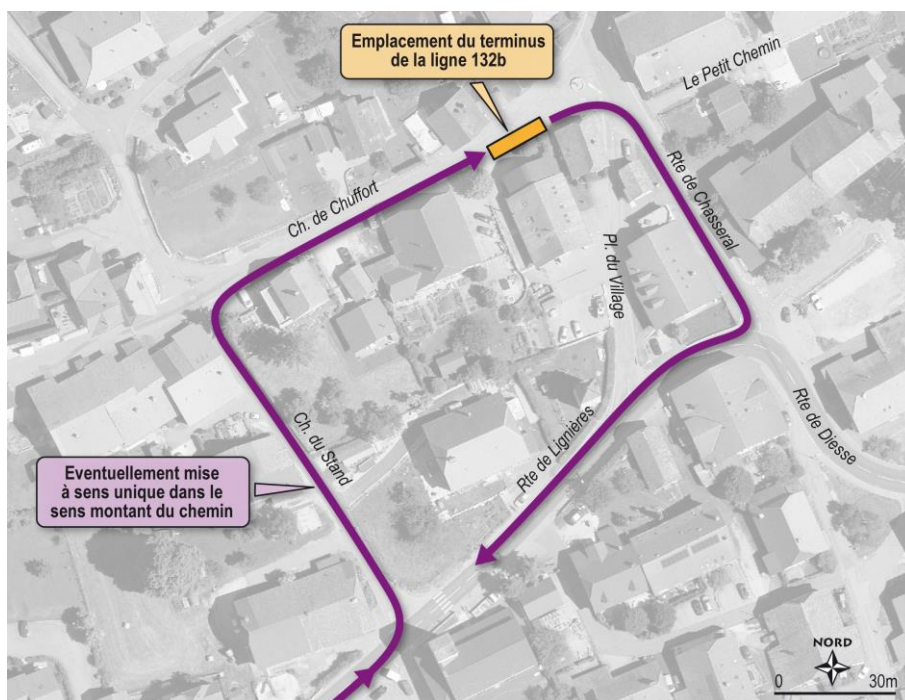 Emplacement du terminus
de la ligne 132b
Le Petit Chemin
Ch. de Chuffort
Rte de Chasseral
Pl. du Village
Rte de Lignières
Rte de Diesse
Ch. du Stand
Eventuellement mise
à sens unique dans le
sens montant du chemin
NORD
0 30m